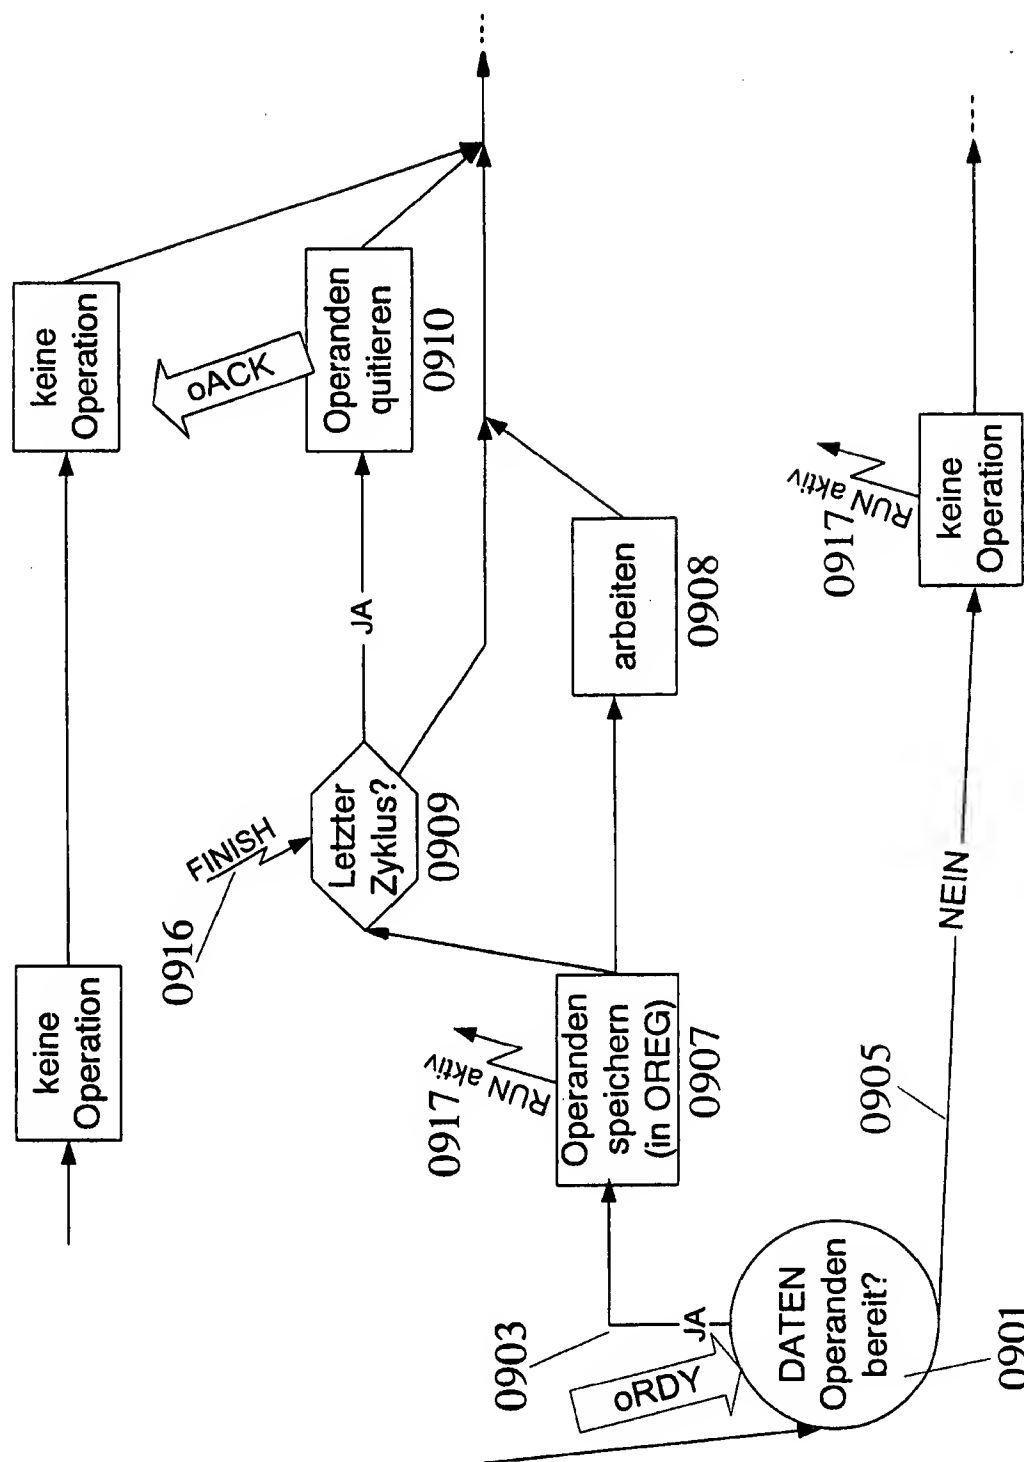 keine
Operation
keine
Operation
0916
FINISH
Letzter
Zyklus?
0909
JA
oACK
Operanden
quitieren
0910
0917
RUN aktiv
Operanden
speichern
(in OREG)
0907
arbeiten
0908
0903
oRDY
JA
DATEN
Operanden
bereit?
0901
0905
NEIN
0917
RUN aktiv
keine
Operation